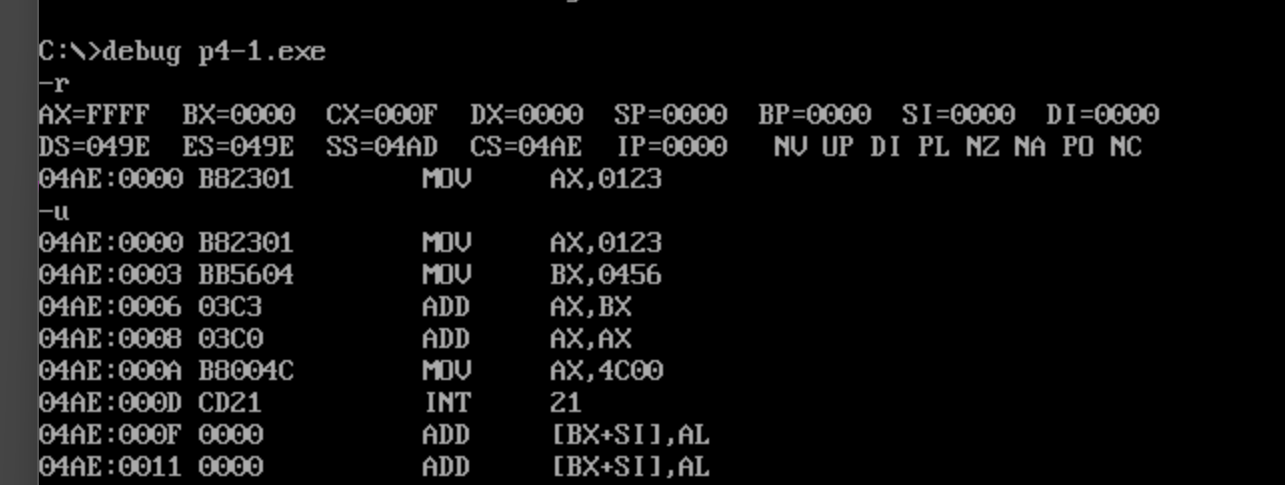 C:\>debug p4-1.exe
-r
AX=FFFF  BX=0000  CX=000F  DX=0000  SP=0000  BP=0000  SI=0000  DI=0000
DS=049E  ES=049E  SS=04AD  CS=04AE  IP=0000   NV UP DI PL NZ NA PO NC
04AE:0000 B82301        MOV     AX,0123
-u
04AE:0000 B82301        MOV     AX,0123
04AE:0003 BB5604        MOV     BX,0456
04AE:0006 03C3          ADD     AX,BX
04AE:0008 03C0          ADD     AX,AX
04AE:000A B8004C        MOV     AX,4C00
04AE:000D CD21          INT     21
04AE:000F 0000          ADD     [BX+SI],AL
04AE:0011 0000          ADD     [BX+SI],AL